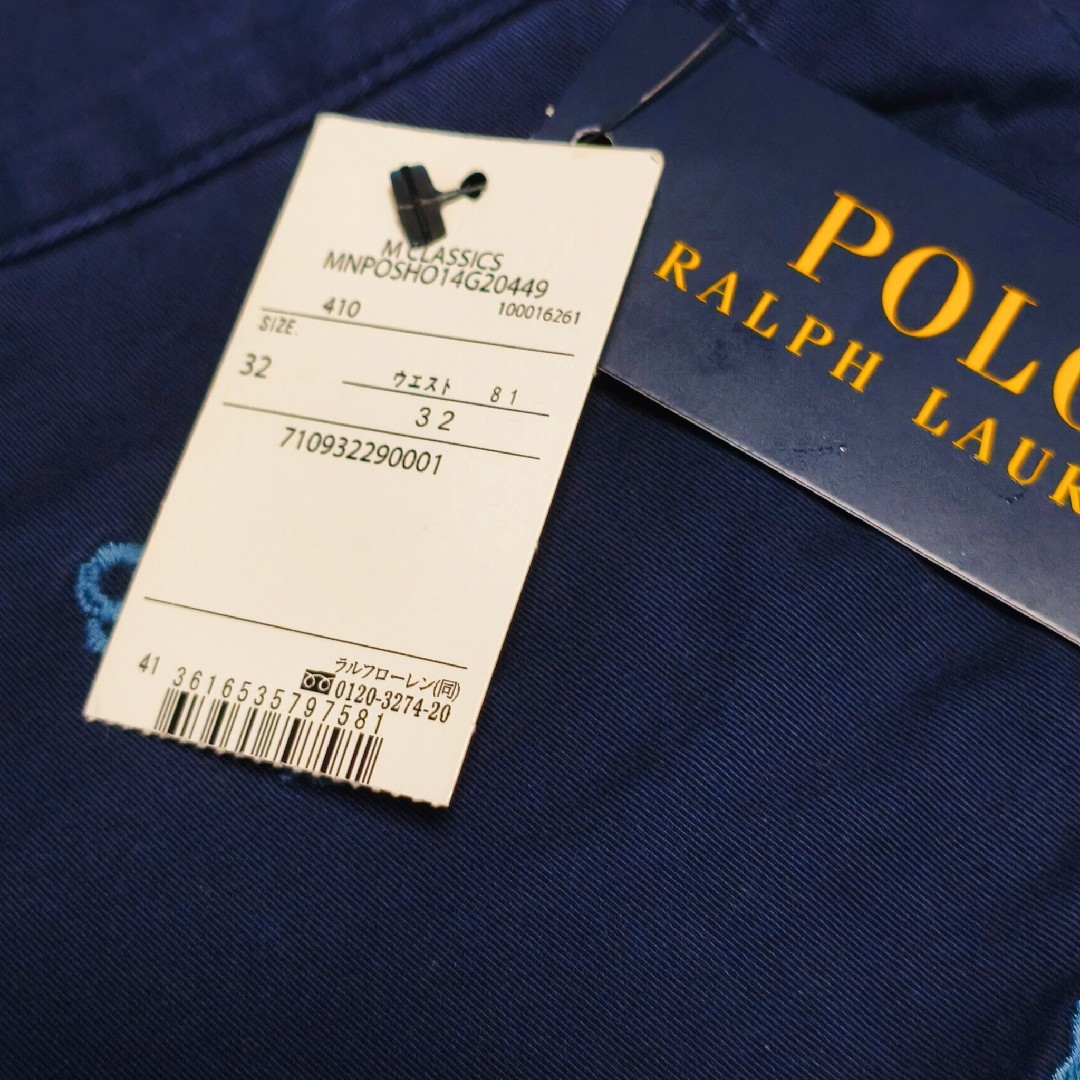 M CLASSICS
MNPOSHO14G20449
410 100016261
SIZE.
32 ウエスト 81
32
710932290001
ラルフローレン(同)
0120-3274-20
41 3616535797581
POLO
RALPH LAUR